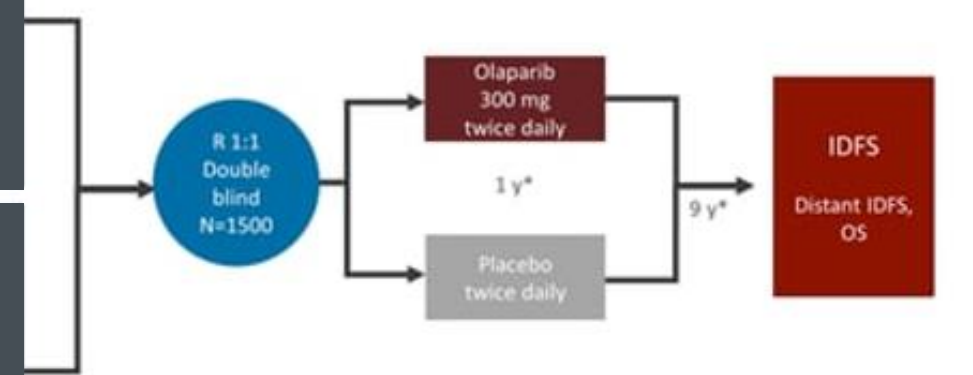 R 1:1
Double
blind
N=1500
Olaparib
300 mg
twice daily
1 y*
Placebo
twice daily
9 y*
IDFS
Distant IDFS,
OS